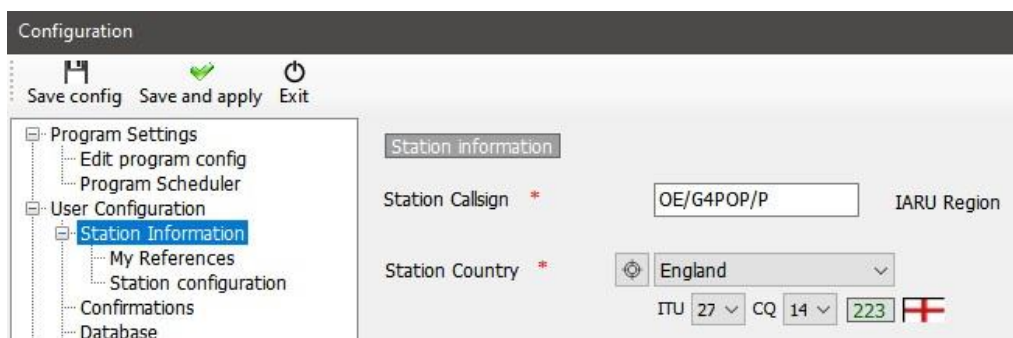 Configuration
Save config Save and apply Exit
Program Settings
Edit program config
Program Scheduler
User Configuration
Station Information
My References
Station configuration
Confirmations
Database
Station information
Station Callsign * OE/G4POP/P IARU Region
Station Country * England
ITU 27 CQ 14 223